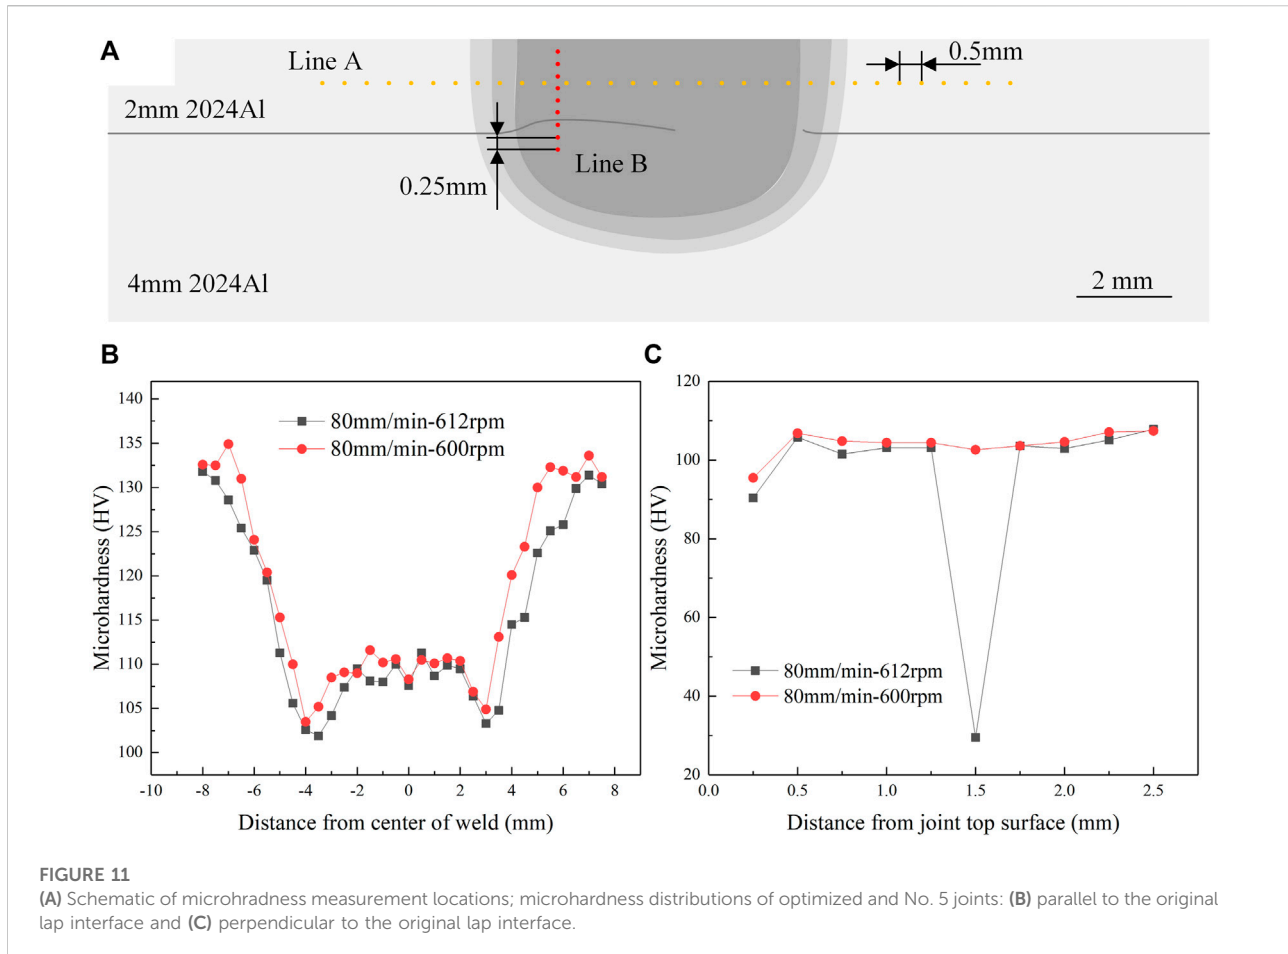 A
Line A
0.5mm
2mm 2024Al
Line B
0.25mm
4mm 2024Al
2 mm
B
140
135
130
125
120
115
110
105
100
-10
-8
-6
-4
-2
0
2
4
6
8
Microhardness (HV)
Distance from center of weld (mm)
80mm/min-612rpm
80mm/min-600rpm
C
120
100
80
60
40
20
0.0
0.5
1.0
1.5
2.0
2.5
Microhardness (HV)
Distance from joint top surface (mm)
80mm/min-612rpm
80mm/min-600rpm
FIGURE 11
(A) Schematic of microhradness measurement locations; microhardness distributions of optimized and No. 5 joints: (B) parallel to the original
lap interface and (C) perpendicular to the original lap interface.